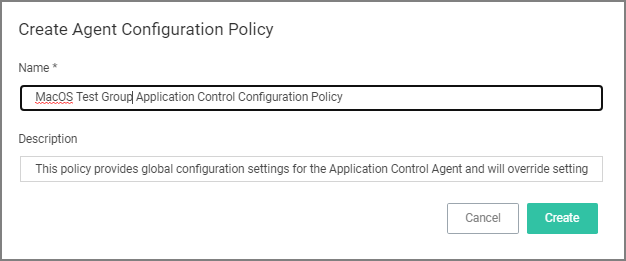 Create Agent Configuration Policy
Name *
MacOS Test Group Application Control Configuration Policy
Description
This policy provides global configuration settings for the Application Control Agent and will override setting
Cancel
Create